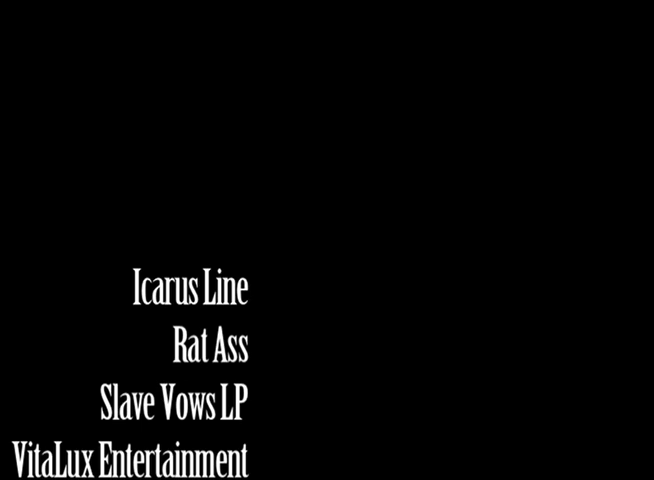 Icarus Line
Rat Ass
Slave Vows LP
VitaLux Entertainment